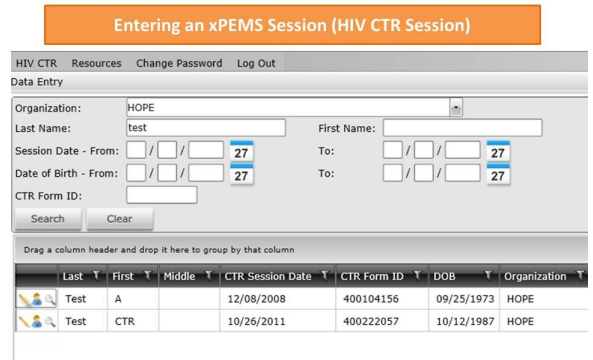 Entering an xPEMS Session (HIV CTR Session)
HIV CTR Resources Change Password Log Out
Data Entry
Organization: HOPE
Last Name: test First Name:
Session Date - From: / / 27 To: / / 27
Date of Birth - From: / / 27 To: / / 27
CTR Form ID:
Search Clear
Drag a column header and drop it here to group by that column
Last First Middle CTR Session Date CTR Form ID DOB Organization
Test A 12/08/2008 400104156 09/25/1973 HOPE
Test CTR 10/26/2011 400222057 10/12/1987 HOPE